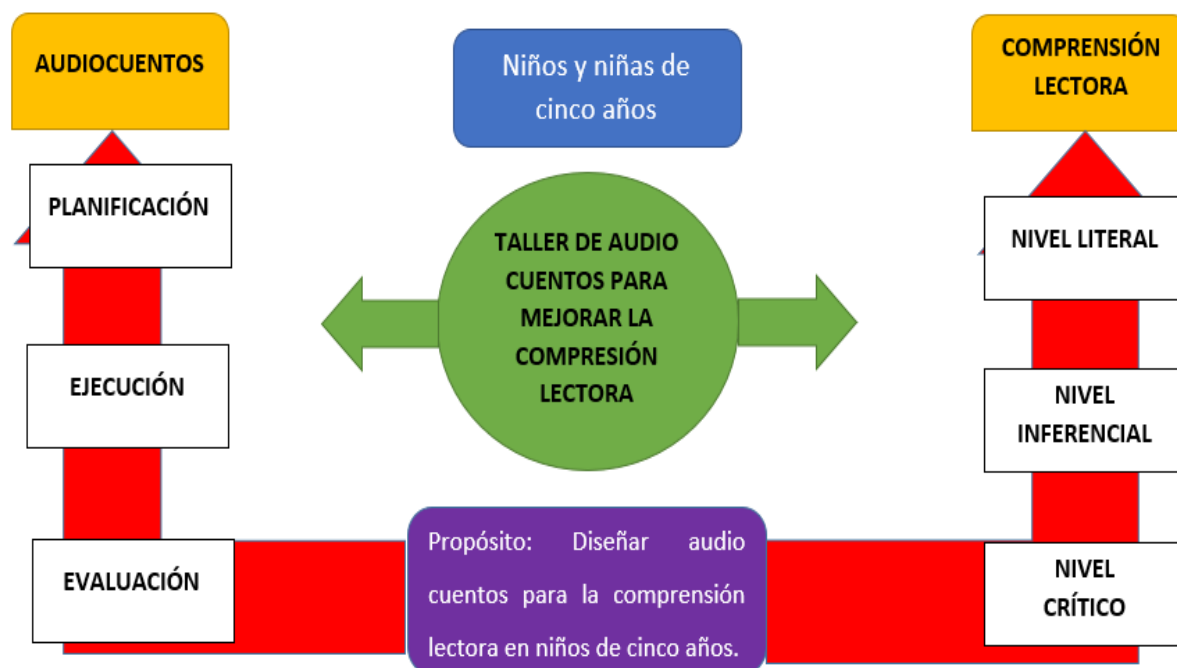 AUDIOCUENTOS
PLANIFICACIÓN
EJECUCIÓN
EVALUACIÓN
Niños y niñas de
cinco años
TALLER DE AUDIO
CUENTOS PARA
MEJORAR LA
COMPRESIÓN
LECTORA
Propósito: Diseñar audio
cuentos para la comprensión
lectora en niños de cinco años.
COMPRENSIÓN
LECTORA
NIVEL LITERAL
NIVEL
INFERENCIAL
NIVEL
CRÍTICO